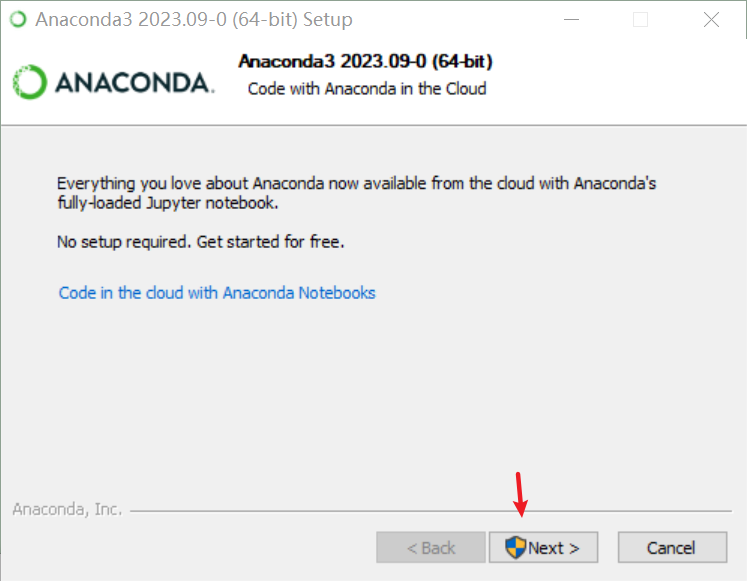 Anaconda3 2023.09-0 (64-bit) Setup
ANACONDA.
Anaconda3 2023.09-0 (64-bit)
Code with Anaconda in the Cloud
Everything you love about Anaconda now available from the cloud with Anaconda's
fully-loaded Jupyter notebook.
No setup required. Get started for free.
Code in the cloud with Anaconda Notebooks
Anaconda, Inc.
< Back
Next >
Cancel